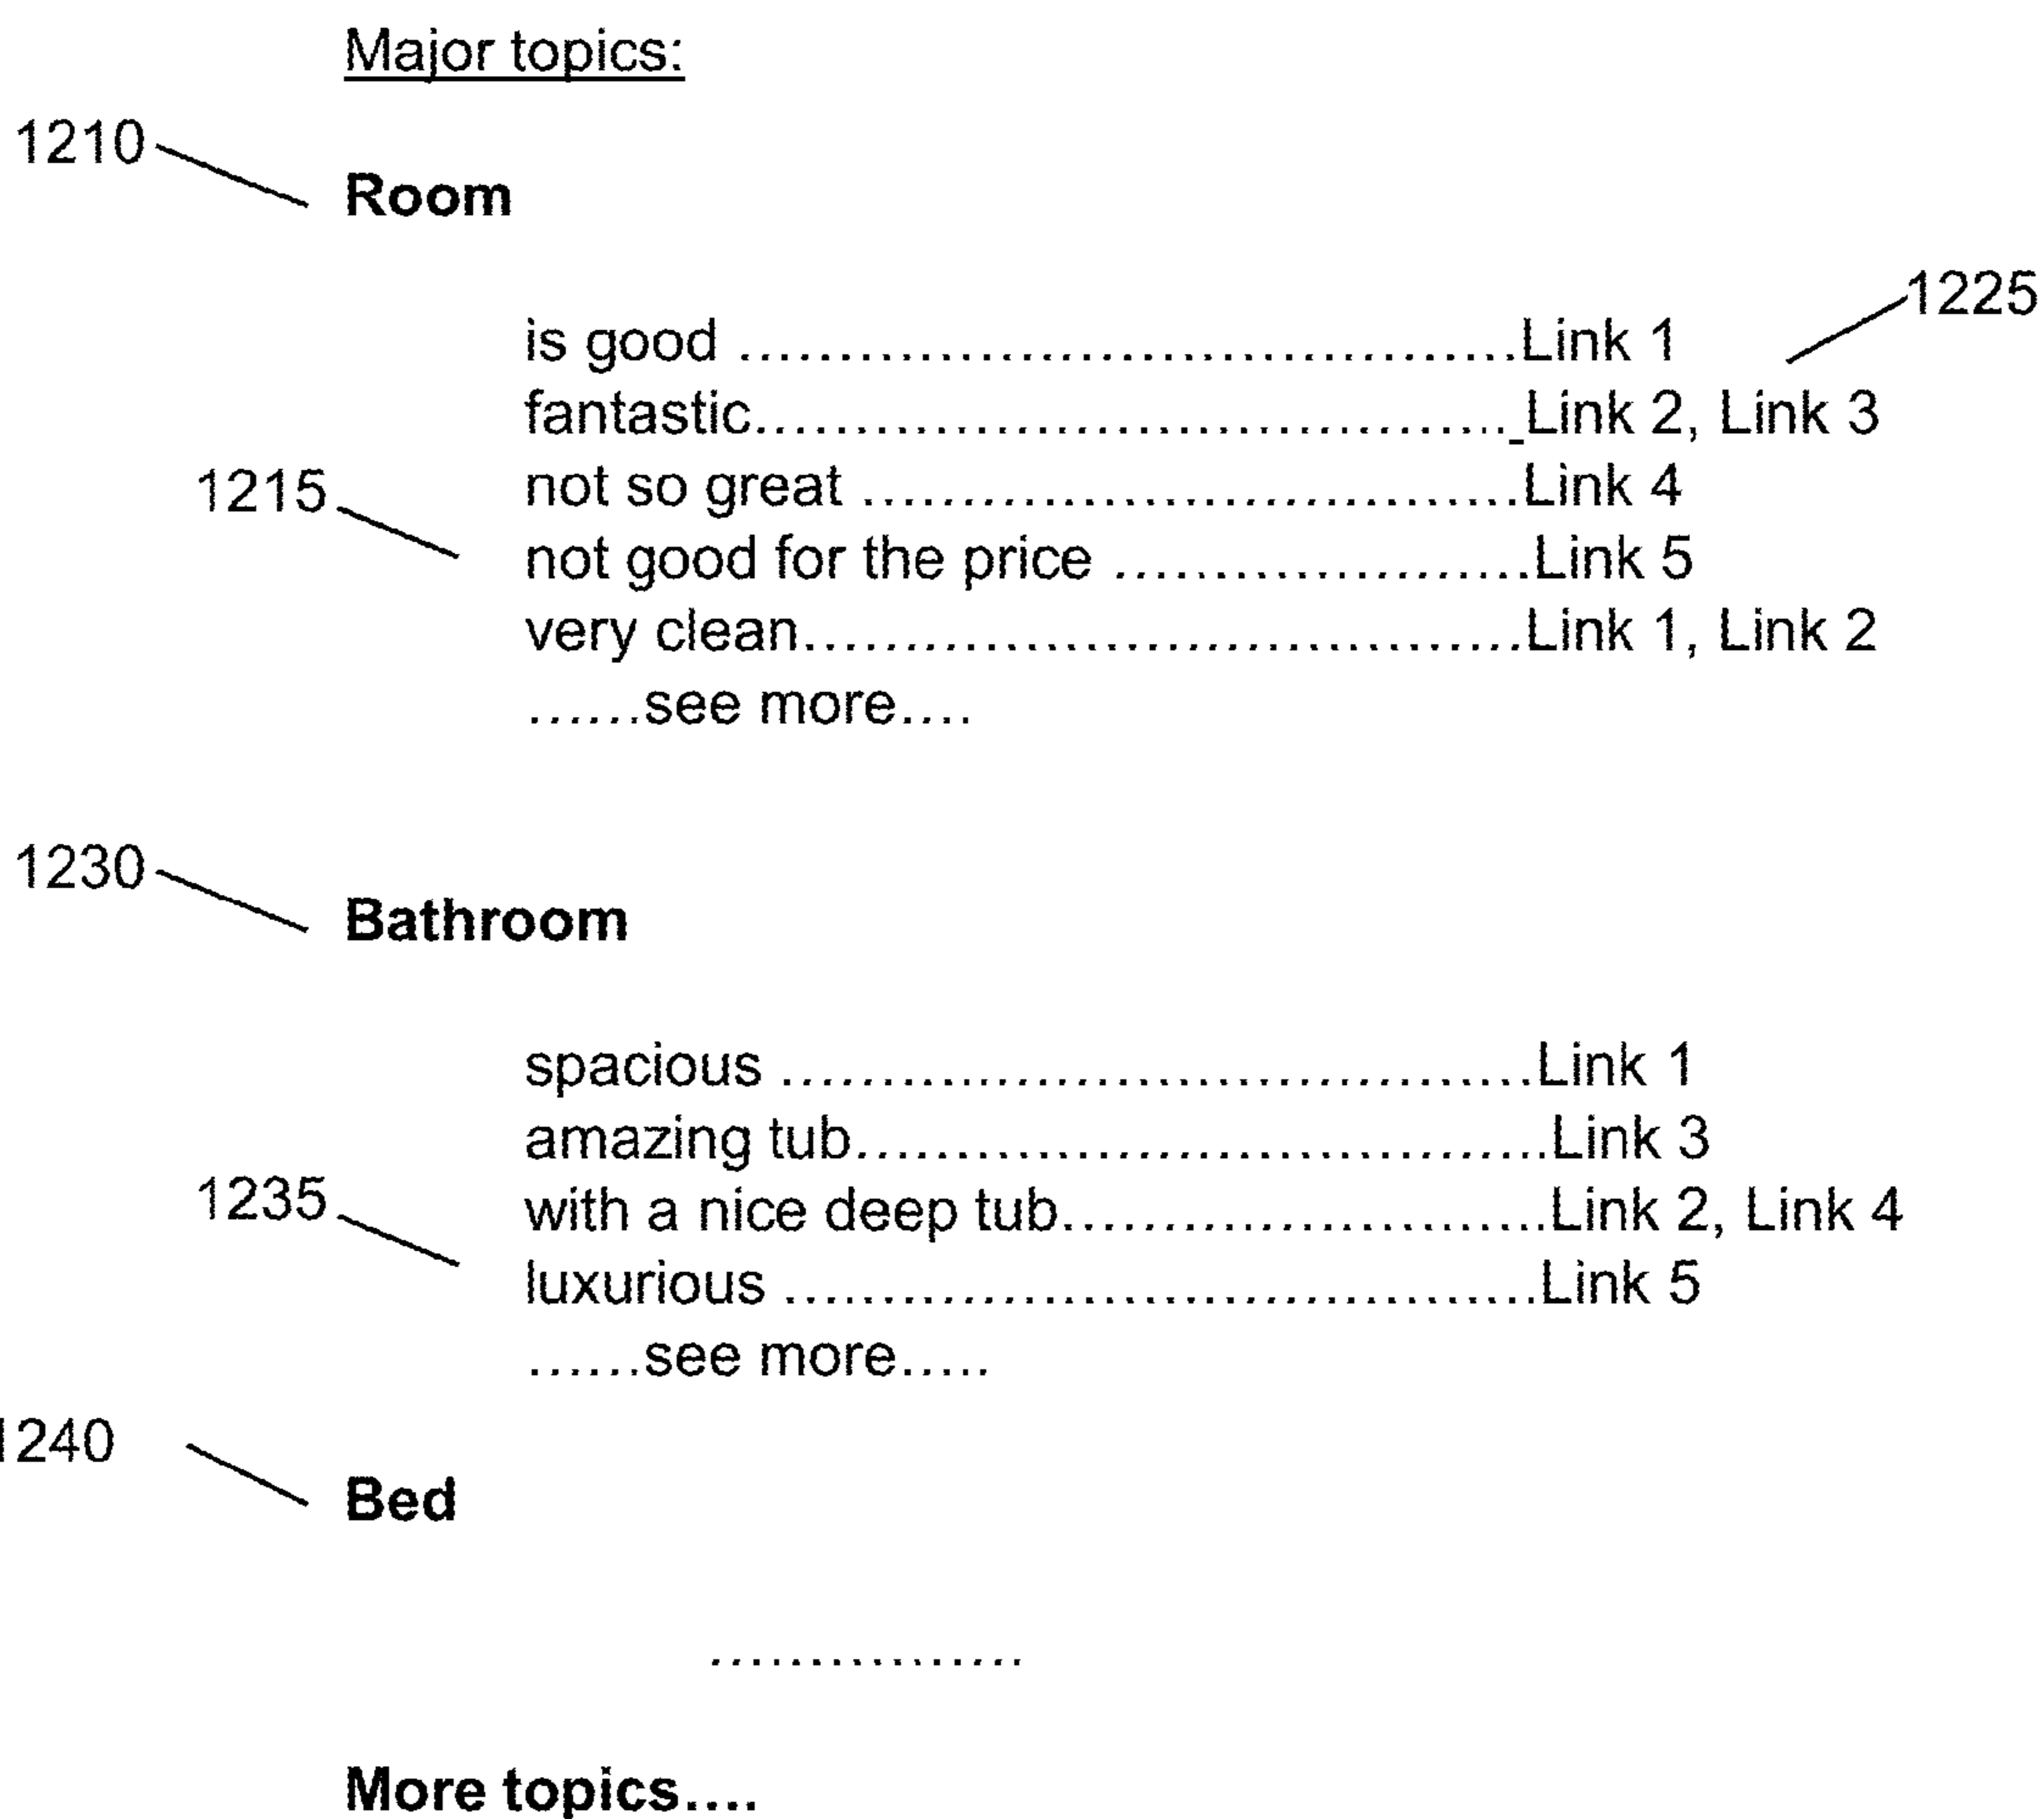 Major topics:
1210
Room
1225
is good ........................................Link 1
fantastic....................................... Link 2, Link 3
1215
not so great ..................................Link 4
not good for the price .....................Link 5
very clean.....................................Link 1, Link 2
......see more....
1230
Bathroom
spacious .......................................Link 1
amazing tub....................................Link 3
1235
with a nice deep tub.........................Link 2, Link 4
luxurious .......................................Link 5
......see more.....
1240
Bed
................
More topics....